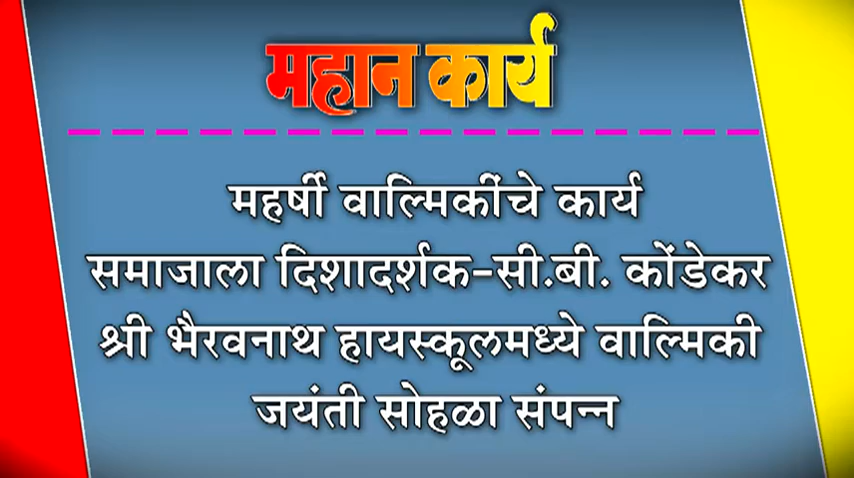 महान कार्य
महर्षी वाल्मिकींचे कार्य
समाजाला दिशादर्शक-सी.बी. कोंडेकर
श्री भैरवनाथ हायस्कूलमध्ये वाल्मिकी
जयंती सोहळा संपन्न